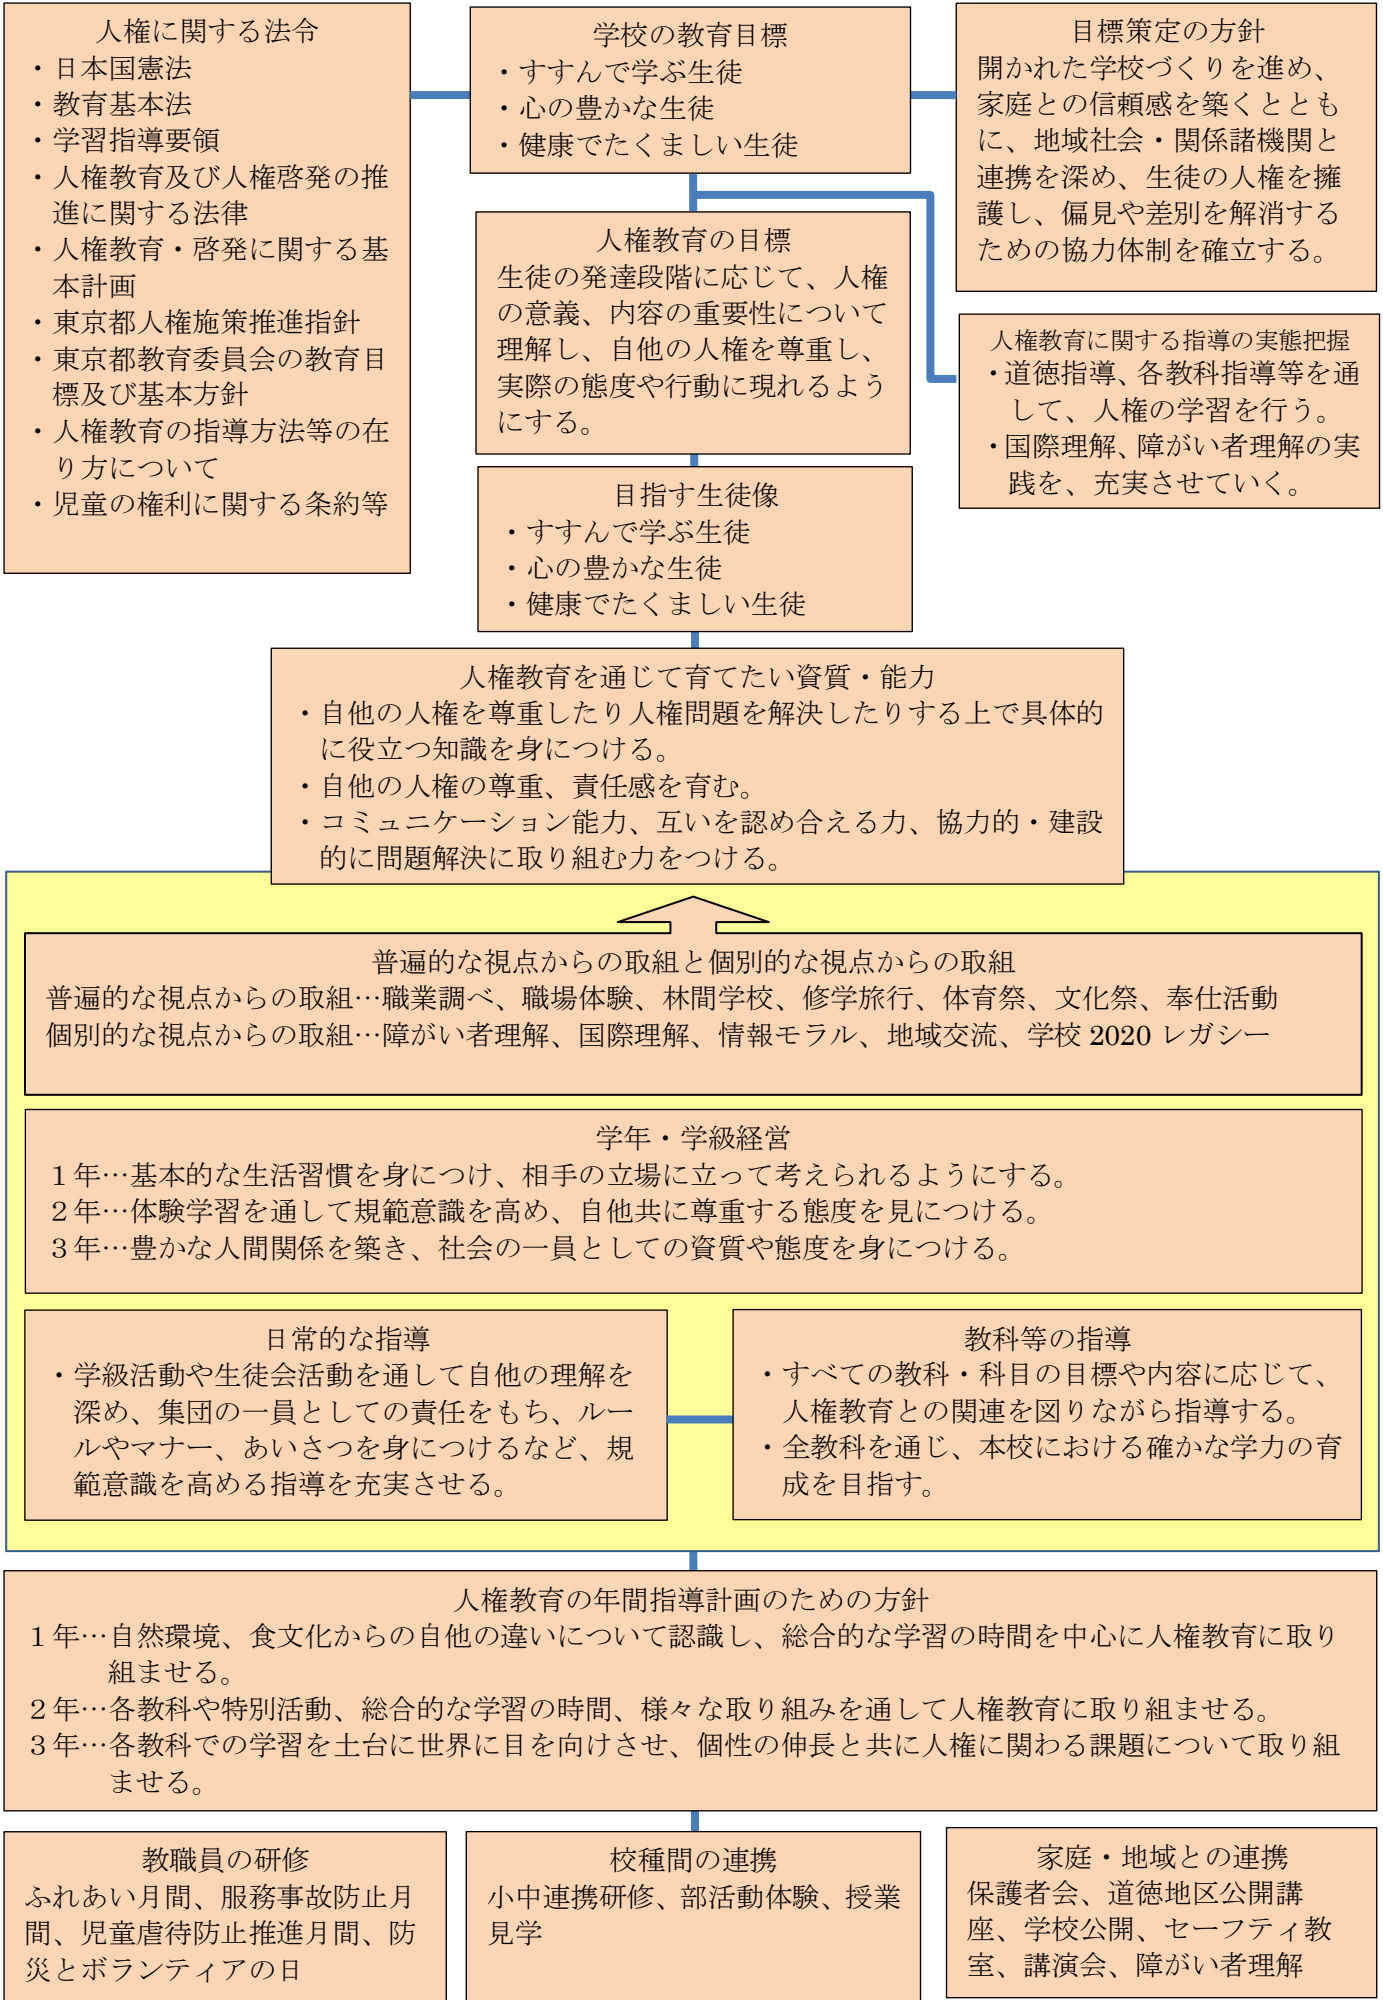 人権に関する法令
・日本国憲法
・教育基本法
・学習指導要領
・人権教育及び人権啓発の推
進に関する法律
・人権教育・啓発に関する基
本計画
・東京都人権施策推進指針
・東京都教育委員会の教育目
標及び基本方針
・人権教育の指導方法等の在
り方について
・児童の権利に関する条約等
学校の教育目標
・すすんで学ぶ生徒
・心の豊かな生徒
・健康でたくましい生徒
目標策定の方針
開かれた学校づくりを進め、
家庭との信頼感を築くととも
に、地域社会・関係諸機関と
連携を深め、生徒の人権を擁
護し、偏見や差別を解消する
ための協力体制を確立する。
人権教育の目標
生徒の発達段階に応じて、人権
の意義、内容の重要性について
理解し、自他の人権を尊重し、
実際の態度や行動に現れるよう
にする。
人権教育に関する指導の実態把握
・道徳指導、各教科指導等を通
して、人権の学習を行う。
・国際理解、障がい者理解の実
践を、充実させていく。
目指す生徒像
・すすんで学ぶ生徒
・心の豊かな生徒
・健康でたくましい生徒
人権教育を通じて育てたい資質・能力
・自他の人権を尊重したり人権問題を解決したりする上で具体的
に役立つ知識を身につける。
・自他の人権の尊重、責任感を育む。
・コミュニケーション能力、互いを認め合える力、協力的・建設
的に問題解決に取り組む力をつける。
普遍的な視点からの取組と個別的な視点からの取組
普遍的な視点からの取組…職業調べ、職場体験、林間学校、修学旅行、体育祭、文化祭、奉仕活動
個別的な視点からの取組…障がい者理解、国際理解、情報モラル、地域交流、学校 2020 レガシー
学年・学級経営
１年…基本的な生活習慣を身につけ、相手の立場に立って考えられるようにする。
２年…体験学習を通して規範意識を高め、自他共に尊重する態度を見につける。
３年…豊かな人間関係を築き、社会の一員としての資質や態度を身につける。
日常的な指導
・学級活動や生徒会活動を通して自他の理解を
深め、集団の一員としての責任をもち、ルー
ルやマナー、あいさつを身につけるなど、規
範意識を高める指導を充実させる。
教科等の指導
・すべての教科・科目の目標や内容に応じて、
人権教育との関連を図りながら指導する。
・全教科を通じ、本校における確かな学力の育
成を目指す。
人権教育の年間指導計画のための方針
１年…自然環境、食文化からの自他の違いについて認識し、総合的な学習の時間を中心に人権教育に取り
組ませる。
２年…各教科や特別活動、総合的な学習の時間、様々な取り組みを通して人権教育に取り組ませる。
３年…各教科での学習を土台に世界に目を向けさせ、個性の伸長と共に人権に関わる課題について取り組
ませる。
教職員の研修
ふれあい月間、服務事故防止月
間、児童虐待防止推進月間、防
災とボランティアの日
校種間の連携
小中連携研修、部活動体験、授業
見学
家庭・地域との連携
保護者会、道徳地区公開講
座、学校公開、セーフティ教
室、講演会、障がい者理解